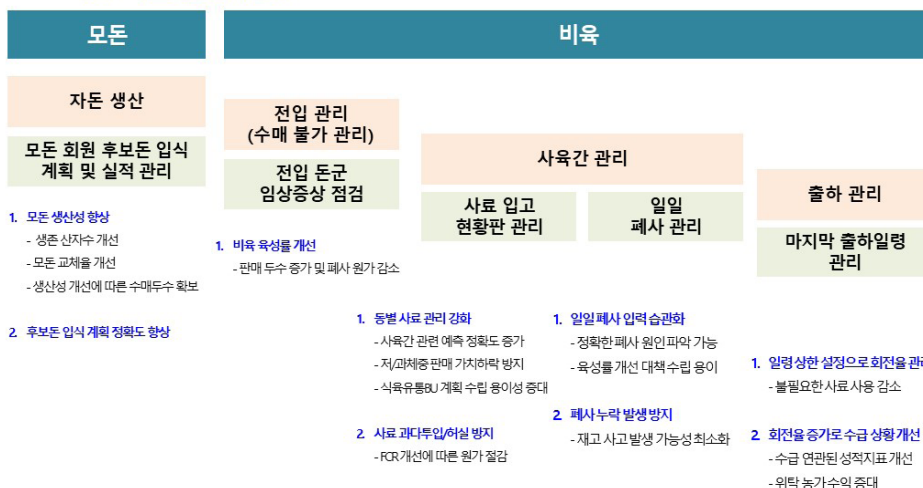 모돈
비육
자돈 생산
모돈 회원 후보돈 입식
계획 및 실적 관리
1. 모돈 생산성 향상
- 생존 산자수 개선
- 모돈 교체율 개선
- 생산성 개선에 따른 수매두수 확보
2. 후보돈 입식 계획 정확도 향상
전입 관리
(수매 불가 관리)
전입 돈군
임상증상 점검
1. 비육 육성률 개선
- 판매 두수 증가 및 폐사 원가 감소
사육간 관리
사료 입고
현황판 관리
1. 동별 사료 관리 강화
- 사육간 관련 예측 정확도 증가
- 저/과체중 판매 가치하락 방지
- 식육유통BU 계획 수립 용이성 증대
2. 사료 과다투입/허실 방지
- FCR 개선에 따른 원가 절감
일일
폐사 관리
1. 일일 폐사 입력 습관화
- 정확한 폐사 원인 파악 가능
- 육성률 개선 대책 수립 용이
2. 폐사 누락 발생 방지
- 재고 사고 발생 가능성 최소화
출하 관리
마지막 출하일령
관리
1. 일령 상한 설정으로 회전율 관리
- 불필요한 사료 사용 감소
2. 회전율 증가로 수급 상황 개선
- 수급 연관된 성적지표 개선
- 위탁 농가 수익 증대